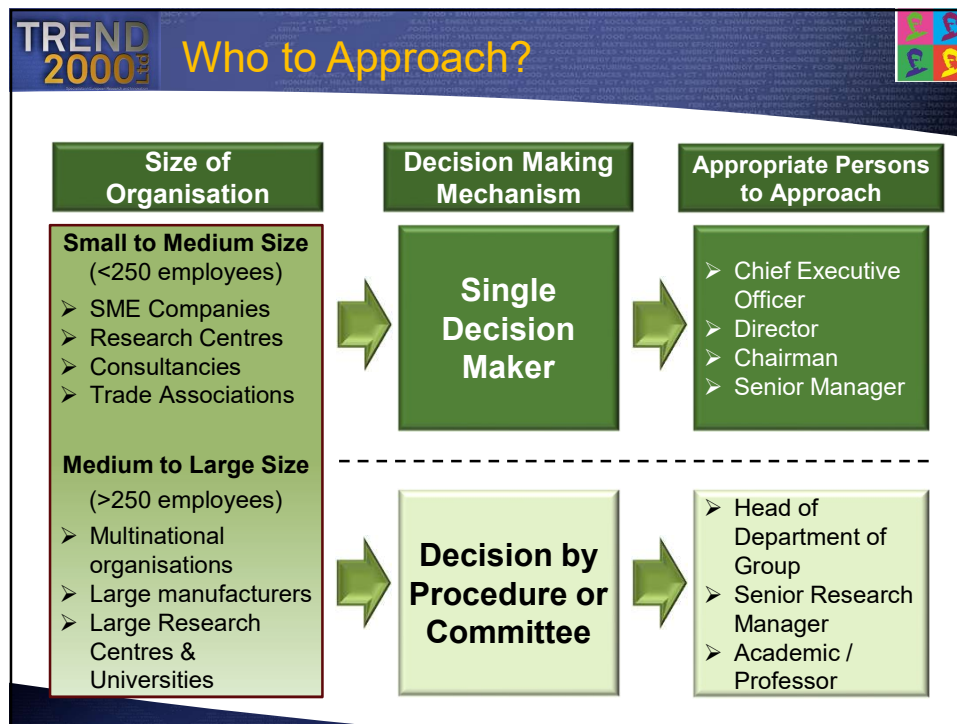 TREND
2000 Ltd
Who to Approach?
Size of
Organisation
Decision Making
Mechanism
Appropriate Persons
to Approach
Small to Medium Size
(<250 employees)
➢ SME Companies
➢ Research Centres
➢ Consultancies
➢ Trade Associations
Single
Decision
Maker
➢ Chief Executive
Officer
➢ Director
➢ Chairman
➢ Senior Manager
Medium to Large Size
(>250 employees)
➢ Multinational
organisations
➢ Large manufacturers
➢ Large Research
Centres &
Universities
Decision by
Procedure or
Committee
➢ Head of
Department of
Group
➢ Senior Research
Manager
➢ Academic /
Professor